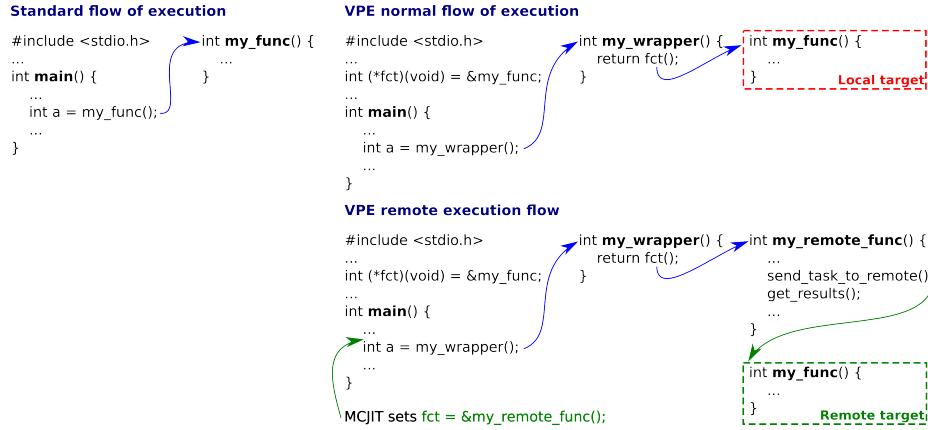 Standard flow of execution
#include <stdio.h>
...
int main() {
...
int a = my_func();
...
}
int my_func() {
...
}
VPE normal flow of execution
#include <stdio.h>
...
int (*fct)(void) = &my_func;
...
int main() {
...
int a = my_wrapper();
...
}
int my_wrapper() {
return fct();
}
int my_func() {
...
}
Local target
VPE remote execution flow
#include <stdio.h>
...
int (*fct)(void) = &my_func;
...
int main() {
...
int a = my_wrapper();
...
}
MCJIT sets fct = &my_remote_func();
int my_wrapper() {
return fct();
}
int my_remote_func() {
...
send_task_to_remote()
get_results();
...
}
int my_func() {
...
}
Remote target